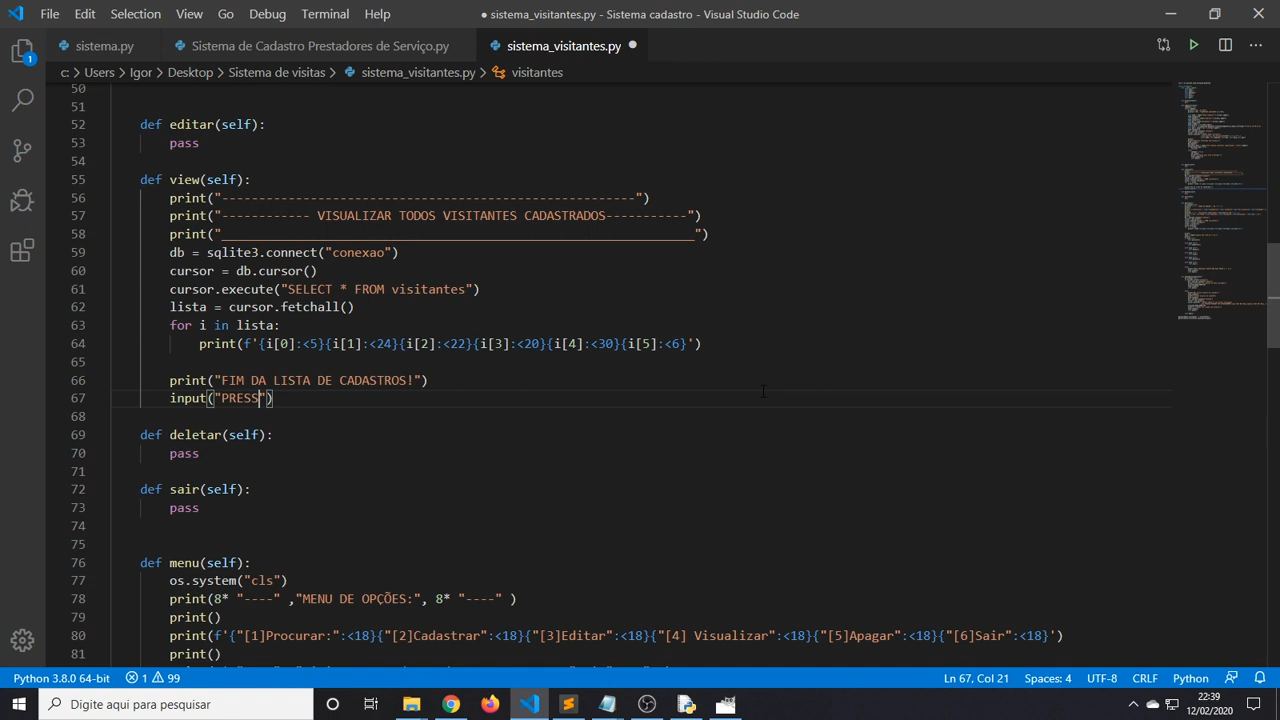 File Edit Selection View Go Debug Terminal Help ● sistema_visitantes.py - Sistema cadastro - Visual Studio Code
sistema.py Sistema de Cadastro Prestadores de Serviço.py sistema_visitantes.py ●
c: > Users > Igor > Desktop > Sistema de visitas > sistema_visitantes.py > visitantes
50
51
52 def editar(self):
53 pass
54
55 def view(self):
56 print("--------------------------------------------------------")
57 print("------------ VISUALIZAR TODOS VISITANTES CADASTRADOS-----------")
58 print("________________________________________________________________")
59 db = sqlite3.connect("conexao")
60 cursor = db.cursor()
61 cursor.execute("SELECT * FROM visitantes")
62 lista = cursor.fetchall()
63 for i in lista:
64 print(f'{i[0]:<5}{i[1]:<24}{i[2]:<22}{i[3]:<20}{i[4]:<30}{i[5]:<6}')
65
66 print("FIM DA LISTA DE CADASTROS!")
67 input("PRESS")
68
69 def deletar(self):
70 pass
71
72 def sair(self):
73 pass
74
75
76 def menu(self):
77 os.system("cls")
78 print(8* "----" ,"MENU DE OPÇÕES:", 8* "----" )
79 print()
80 print(f'{"[1]Procurar:":<18}{"[2]Cadastrar":<18}{"[3]Editar":<18}{"[4] Visualizar":<18}{"[5]Apagar":<18}{"[6]Sair":<18}')
81 print()
1
Python 3.8.0 64-bit 1 99 Ln 67, Col 21 Spaces: 4 UTF-8 CRLF Python
Digite aqui para pesquisar
22:39
12/02/2020